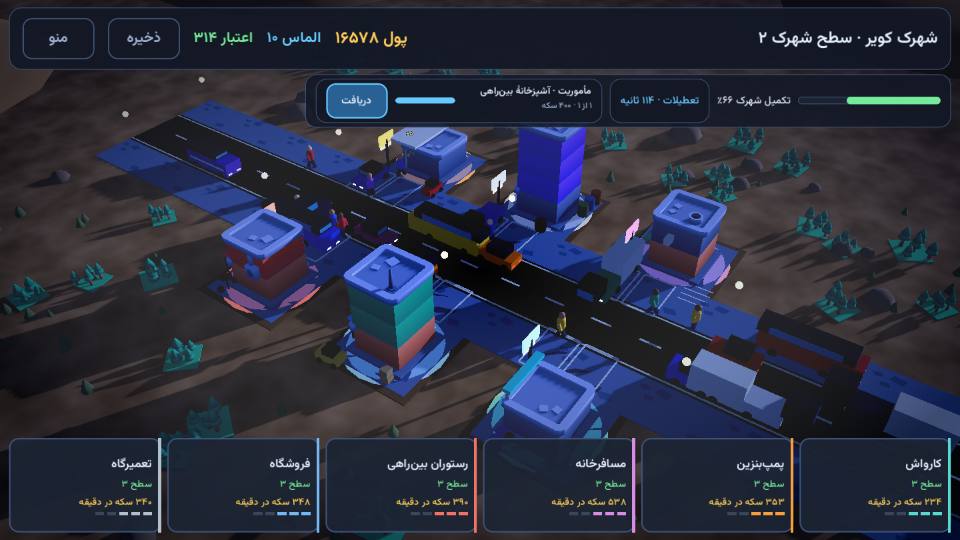 شهرک کویر · سطح شهرک ۲
پول ۱۶۵۷۸
الماس ۱۰
اعتبار ۳۱۴
ذخیره
منو
تکمیل شهرک ۶۶٪
تعطیلات · ۱۱۴ ثانیه
مأموریت · آشپزخانهٔ بین‌راهی
۱ از ۱ · ۴۰۰ سکه
دریافت
کارواش
سطح ۳
۲۳۴ سکه در دقیقه
پمپ‌بنزین
سطح ۳
۳۵۳ سکه در دقیقه
مسافرخانه
سطح ۳
۵۳۸ سکه در دقیقه
رستوران بین‌راهی
سطح ۳
۳۹۰ سکه در دقیقه
فروشگاه
سطح ۳
۳۴۸ سکه در دقیقه
تعمیرگاه
سطح ۳
۳۴۰ سکه در دقیقه